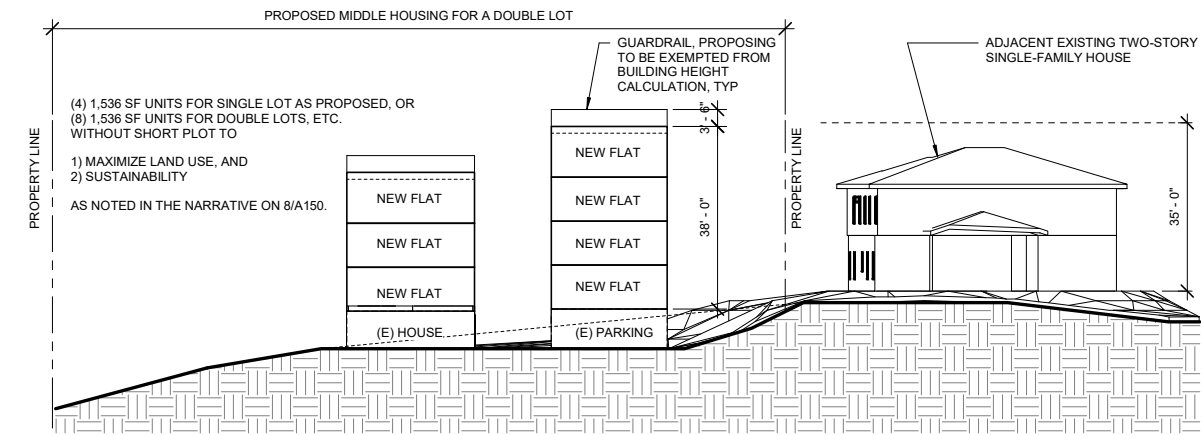 PROPOSED MIDDLE HOUSING FOR A DOUBLE LOT
GUARDRAIL, PROPOSING
TO BE EXEMPTED FROM
BUILDING HEIGHT
CALCULATION, TYP
ADJACENT EXISTING TWO-STORY
SINGLE-FAMILY HOUSE
(4) 1,536 SF UNITS FOR SINGLE LOT AS PROPOSED, OR
(8) 1,536 SF UNITS FOR DOUBLE LOTS, ETC.
WITHOUT SHORT PLOT TO
1) MAXIMIZE LAND USE, AND
2) SUSTAINABILITY
AS NOTED IN THE NARRATIVE ON 8/A150.
PROPERTY LINE
NEW FLAT
NEW FLAT
NEW FLAT
(E) HOUSE
NEW FLAT
NEW FLAT
NEW FLAT
NEW FLAT
(E) PARKING
3' - 6"
38' - 0"
PROPERTY LINE
35' - 0"